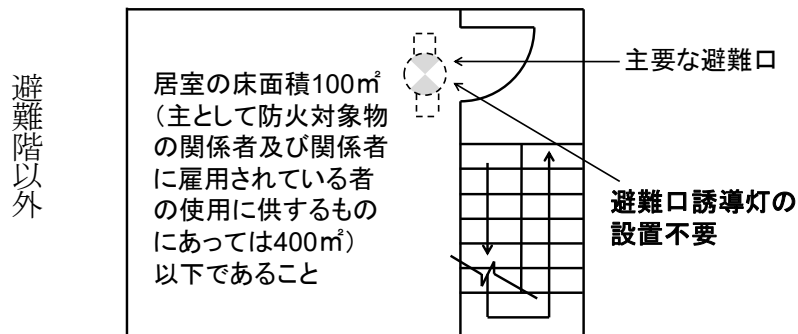 避難階以外
居室の床面積100㎡
（主として防火対象物
の関係者及び関係者
に雇用されている者
の使用に供するもの
にあっては400㎡）
以下であること
主要な避難口
避難口誘導灯の
設置不要